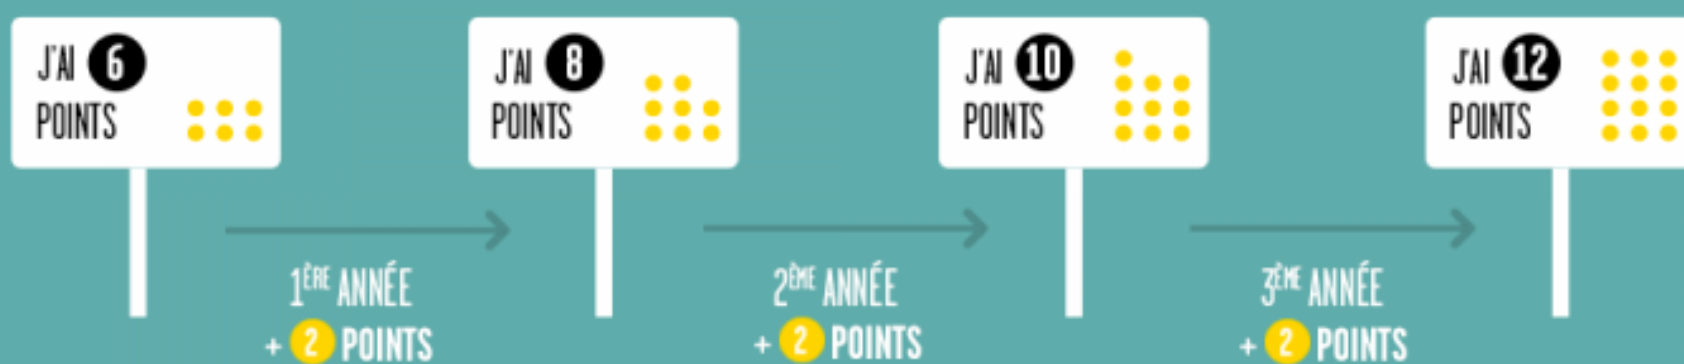 J'AI 6
POINTS
J'AI 8
POINTS
J'AI 10
POINTS
J'AI 12
POINTS
1ÈRE ANNÉE
+ 2 POINTS
2ÈME ANNÉE
+ 2 POINTS
3ÈME ANNÉE
+ 2 POINTS